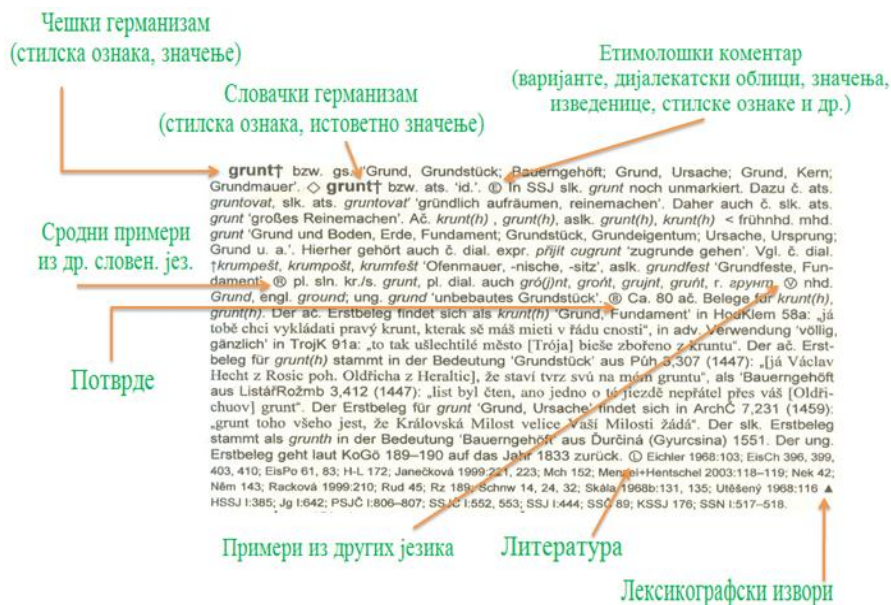 Чешки германизам
(стилска ознака, значење)
Словачки германизам
(стилска ознака, истоветно значење)
Етимолошки коментар
(варијанте, дијалекатски облици, значења,
изведенице, стилске ознаке и др.)
grunt† bzw. gs. 'Grund, Grundstück; Bauerngehöft; Grund, Ursache; Grund, Kern;
Grundmauer'. ◇ grunt† bzw. ats. 'id.'. Ⓔ In SSJ slk. grunt noch unmarkiert. Dazu č. ats.
gruntovat, slk. ats. gruntovať 'gründlich aufräumen, reinemachen'. Daher auch č. slk. ats.
grunt 'großes Reinemachen'. Ač. krunt(h) , grunt(h), aslk. grunt(h), krunt(h) < frühnhd. mhd.
grunt 'Grund und Boden, Erde, Fundament; Grundstück, Grundeigentum; Ursache, Ursprung;
Grund u. a.'. Hierher gehört auch č. dial. expr. přijít cugrunt 'zugrunde gehen'. Vgl. č. dial.
†krumpešt, krumpošt, krumfešt 'Ofenmauer, -nische, -sitz', aslk. grundfest 'Grundfeste, Fun-
dament'. Ⓡ pl. sln. kr./s. grunt, pl. dial. auch gró(j)nt, grońt, grujnt, gruńt, r. грунт. Ⓥ nhd.
Grund, engl. ground; ung. grund 'unbebautes Grundstück'. Ⓑ Ca. 80 ač. Belege für krunt(h),
grunt(h). Der ač. Erstbeleg findet sich als krunt(h) 'Grund, Fundament' in HodKlem 58a: „já
tobě chci vykládati pravý krunt, kterak sě máš mieti v řádu cnosti“, in adv. Verwendung 'völlig,
gänzlich' in TrojK 91a: „to tak ušlechtilé město [Trója] bieše zbořeno z kruntu“. Der ač. Erst-
beleg für grunt(h) stammt in der Bedeutung 'Grundstück' aus Půh 3,307 (1447): „[já Václav
Hecht z Rosic poh. Oldřicha z Heraltic], že staví tvrz svú na mém gruntu“, als 'Bauerngehöft
aus ListářRožmb 3,412 (1447): „list byl čten, ano jedno o té jiezdě nepřátel přes váš [Oldři-
chuov] grunt“. Der Erstbeleg für grunt 'Grund, Ursache' findet sich in ArchČ 7,231 (1459):
„grunt toho všeho jest, že Královská Milost velice Vaší Milosti žádá“. Der slk. Erstbeleg
stammt als grunth in der Bedeutung 'Bauerngehöft' aus Ďurčiná (Gyurcsina) 1551. Der ung.
Erstbeleg geht laut KoGö 189–190 auf das Jahr 1833 zurück. Ⓛ Eichler 1968:103; EisCh 396, 399,
403, 410; EisPo 61, 83; H-L 172; Janečková 1999:221, 223; Mch 152; Menzel+Hentschel 2003:118–119; Nek 42;
Něm 143; Racková 1999:210; Rud 45; Rz 189; Schnw 14, 24, 32; Skála 1968b:131, 135; Utěšený 1968:116 ▲
HSSJ I:385; Jg I:642; PSJČ I:806–807; SSJČ I:552, 553; SSJ I:444; SSČ 89; KSSJ 176; SSN I:517–518.
Сродни примери
из др. словен. јез.
Потврде
Примери из других језика
Литература
Лексикографски извори